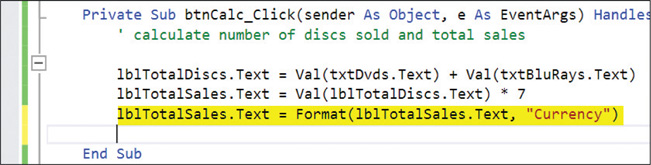 Private Sub btnCalc_Click(sender As Object, e As EventArgs) Handles
' calculate number of discs sold and total sales
lblTotalDiscs.Text = Val(txtDvds.Text) + Val(txtBluRays.Text)
lblTotalSales.Text = Val(lblTotalDiscs.Text) * 7
lblTotalSales.Text = Format(lblTotalSales.Text, "Currency")
End Sub